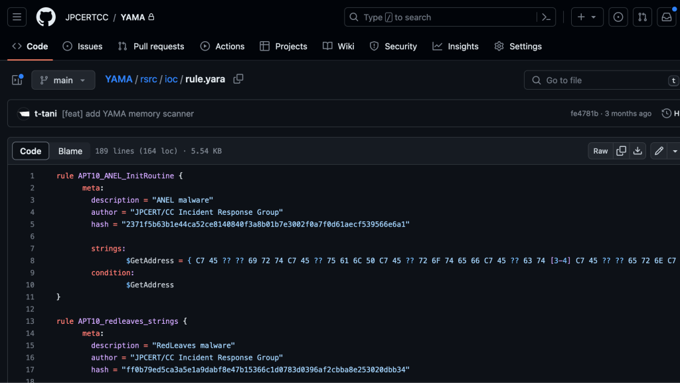 JPCERTCC / YAMA
Type / to search
Code Issues Pull requests Actions Projects Wiki Security Insights Settings
main YAMA / rsrc / ioc / rule.yara Go to file t
t-tani [feat] add YAMA memory scanner fe4781b · 3 months ago H
Code Blame 189 lines (164 loc) · 5.54 KB Raw
1 rule APT10_ANEL_InitRoutine {
2 meta:
3 description = "ANEL malware"
4 author = "JPCERT/CC Incident Response Group"
5 hash = "2371f5b63b1e44ca52ce8140840f3a8b01b7e3002f0a7f0d61aecf539566e6a1"
6
7 strings:
8 $GetAddress = { C7 45 ?? ?? 69 72 74 C7 45 ?? 75 61 6C 50 C7 45 ?? 72 6F 74 65 66 C7 45 ?? 63 74 [3-4] C7 45 ?? ?? 65 72 6E C7
9 condition:
10 $GetAddress
11 }
12
13 rule APT10_redleaves_strings {
14 meta:
15 description = "RedLeaves malware"
16 author = "JPCERT/CC Incident Response Group"
17 hash = "ff0b79ed5ca3a5e1a9dabf8e47b15366c1d0783d0396af2cbba8e253020dbb34"
18